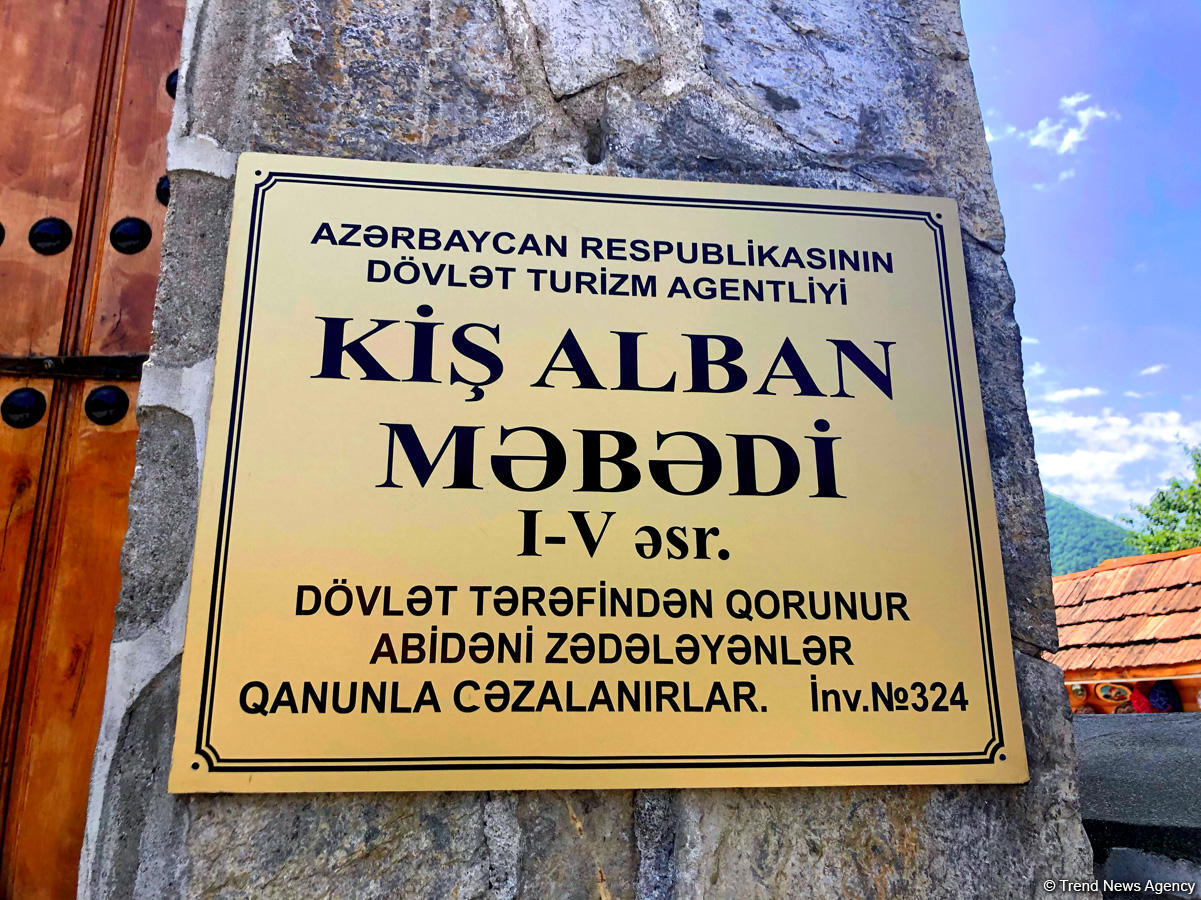 AZƏRBAYCAN RESPUBLİKASININ
DÖVLƏT TURİZM AGENTLİYİ
KİŞ ALBAN
MƏBƏDİ
I-V əsr.
DÖVLƏT TƏRƏFİNDƏN QORUNUR
ABİDƏNİ ZƏDƏLƏYƏNLƏR
QANUNLA CƏZALANIRLAR. İnv.№324
© Trend News Agency